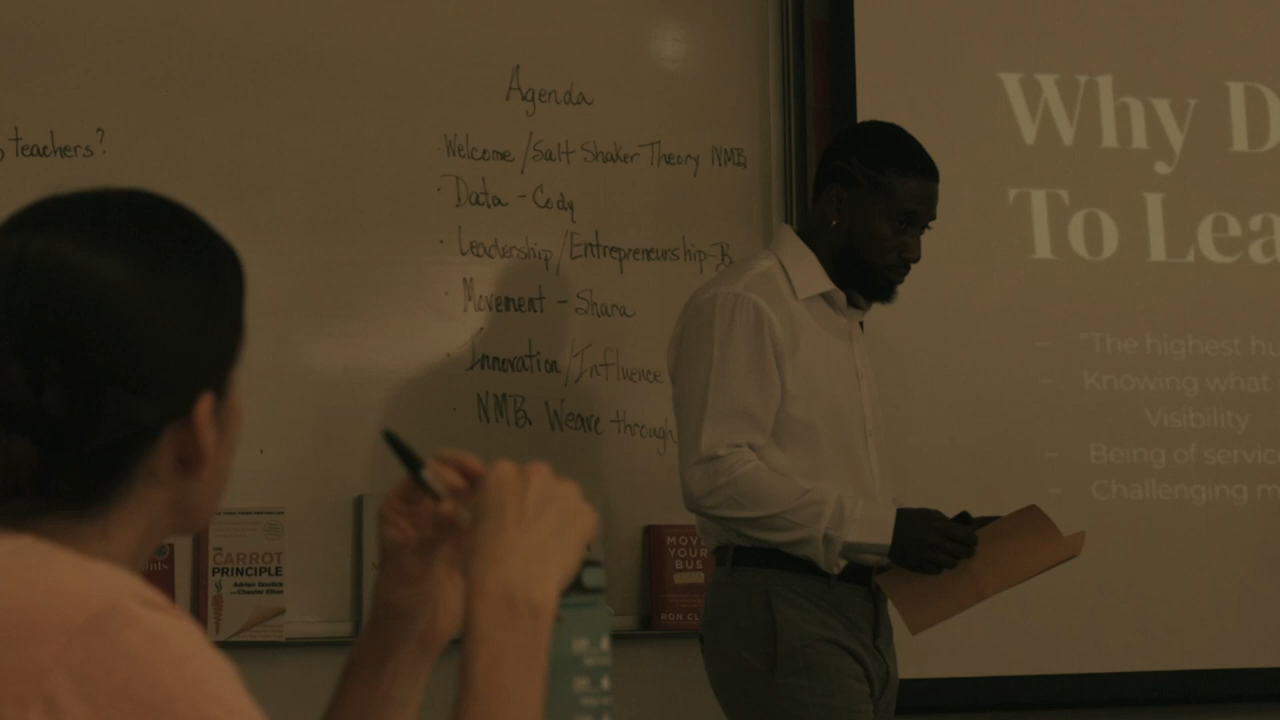 teachers?
Agenda
Welcome/Salt Shaker Theory NMB
Data - Cody
Leadership/Entrepreneurship-B
Movement - Shara
Innovation/Influence
NMB Weave through
Why D
To Lea
- "The highest hu
- Knowing what
Visibility
- Being of servic
- Challenging m
THE CARROT
PRINCIPLE
Adrian Gostick
and Chester Elton
MOVE
YOUR
BUS
RON CL